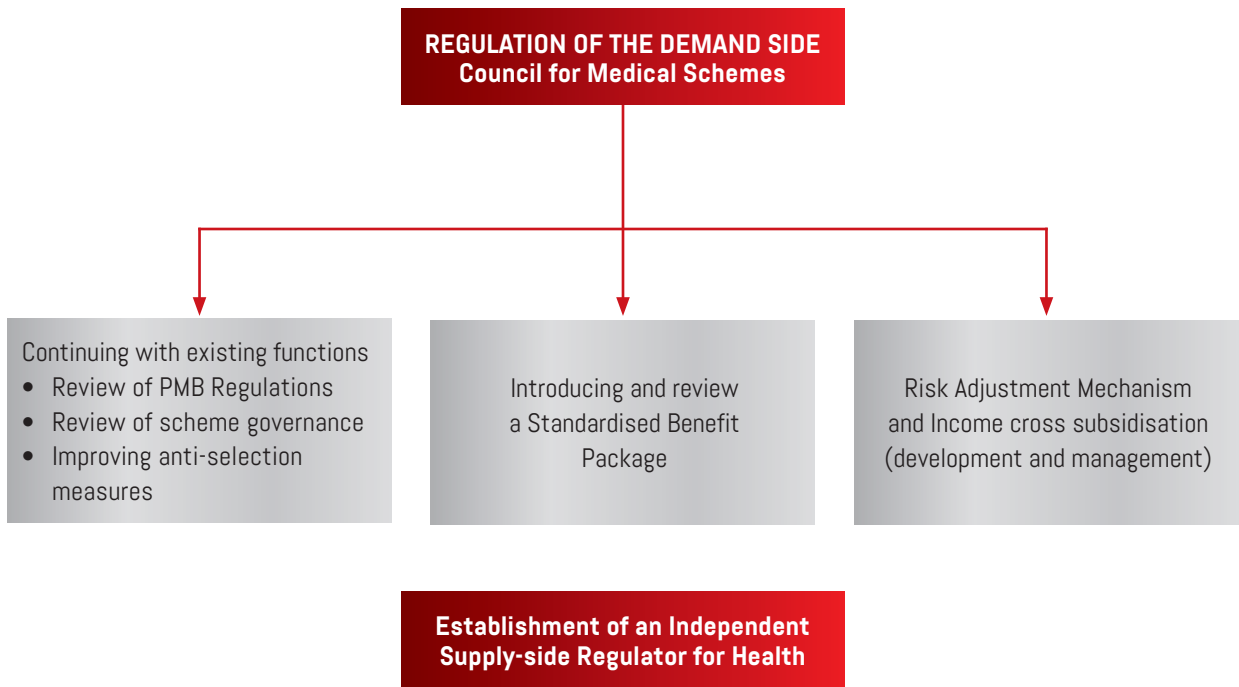 REGULATION OF THE DEMAND SIDE
Council for Medical Schemes
Continuing with existing functions
• Review of PMB Regulations
• Review of scheme governance
• Improving anti-selection
measures
Introducing and review
a Standardised Benefit
Package
Risk Adjustment Mechanism
and Income cross subsidisation
(development and management)
Establishment of an Independent
Supply-side Regulator for Health